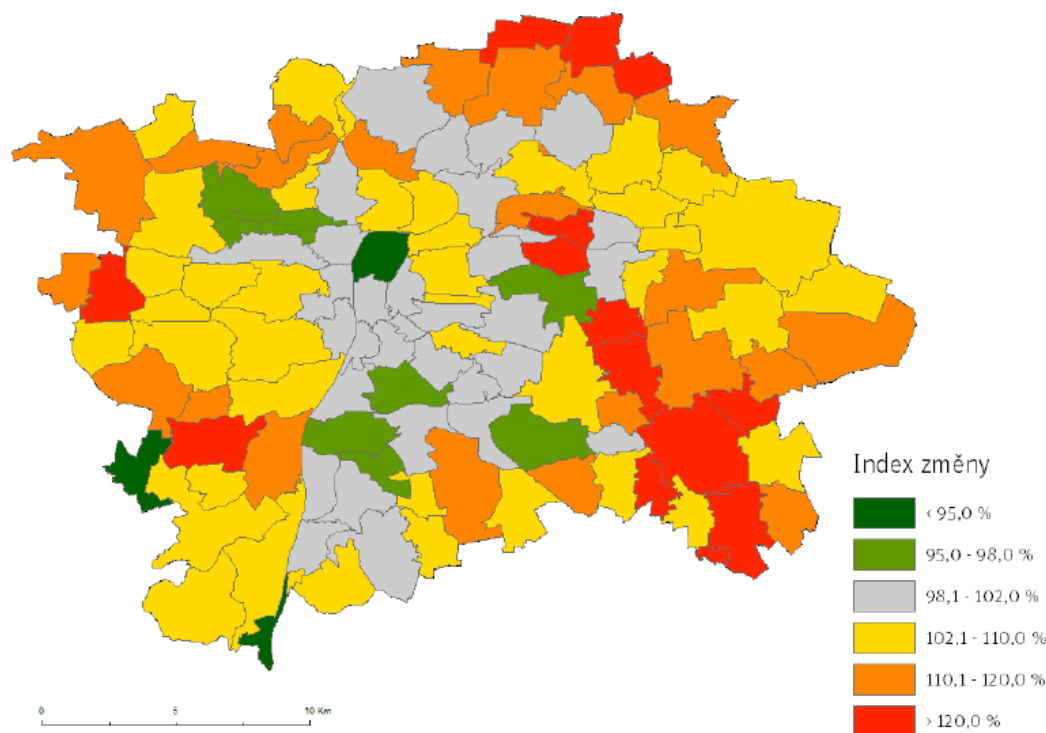 Index změny
< 95,0 %
95,0 - 98,0 %
98,1 - 102,0 %
102,1 - 110,0 %
110,1 - 120,0 %
> 120,0 %
0 5 10 Km